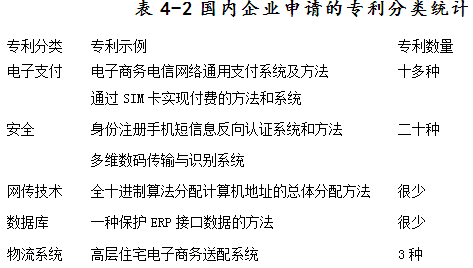 表 4-2 国内企业申请的专利分类统计
专利分类 专利示例 专利数量
电子支付 电子商务电信网络通用支付系统及方法 十多种
通过 SIM 卡实现付费的方法和系统
安全 身份注册手机短信息反向认证系统和方法 二十种
多维数码传输与识别系统
网传技术 全十进制算法分配计算机地址的总体分配方法 很少
数据库 一种保护 ERP 接口数据的方法 很少
物流系统 高层住宅电子商务送配系统 3 种